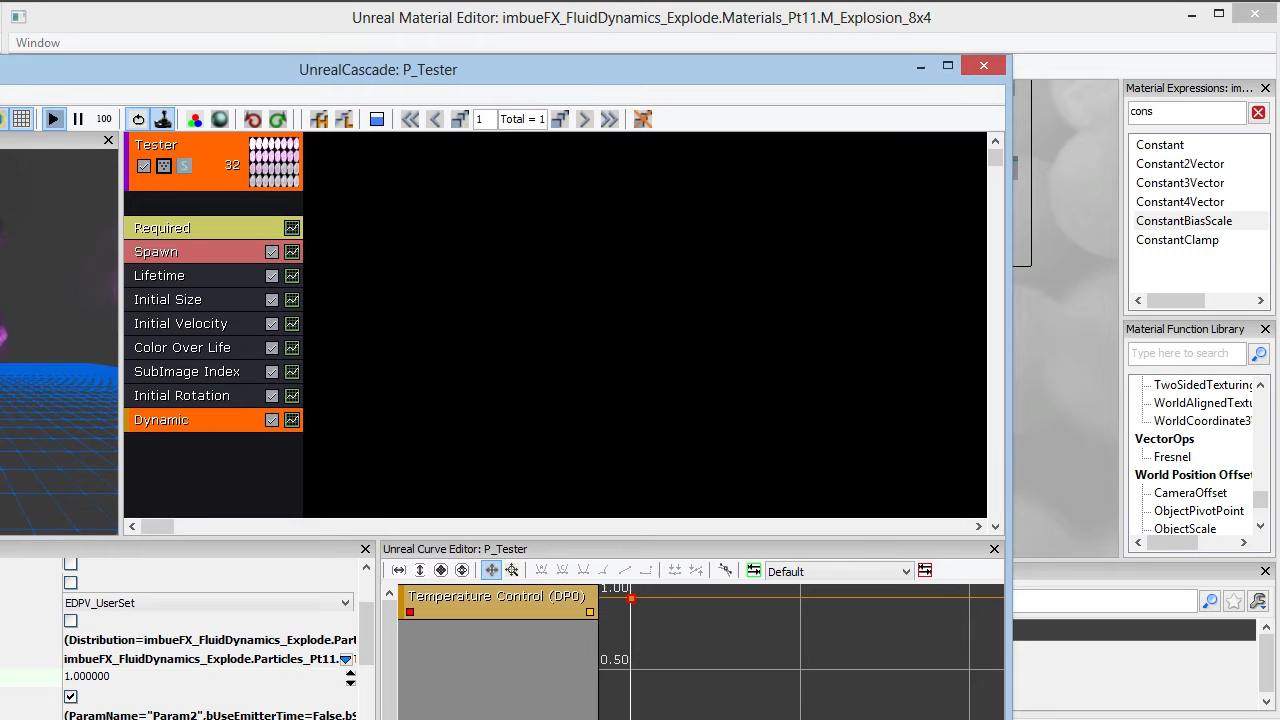 Unreal Material Editor: imbueFX_FluidDynamics_Explode.Materials_Pt11.M_Explosion_8x4
Window
UnrealCascade: P_Tester
Material Expressions: im...
100
1
Total = 1
cons
Tester
S
32
Constant
Constant2Vector
Constant3Vector
Constant4Vector
ConstantBiasScale
ConstantClamp
Required
Spawn
Lifetime
Initial Size
Initial Velocity
Color Over Life
SubImage Index
Initial Rotation
Dynamic
Material Function Library
Type here to search
TwoSidedTexturing
WorldAlignedTextu
WorldCoordinate3
VectorOps
Fresnel
World Position Offset
CameraOffset
ObjectPivotPoint
ObjectScale
Unreal Curve Editor: P_Tester
Default
EDPV_UserSet
(Distribution=imbueFX_FluidDynamics_Explode.Part
imbueFX_FluidDynamics_Explode.Particles_Pt11.
1.000000
(ParamName="Param2",bUseEmitterTime=False,bS
Temperature Control (DP0)
1.00
0.50